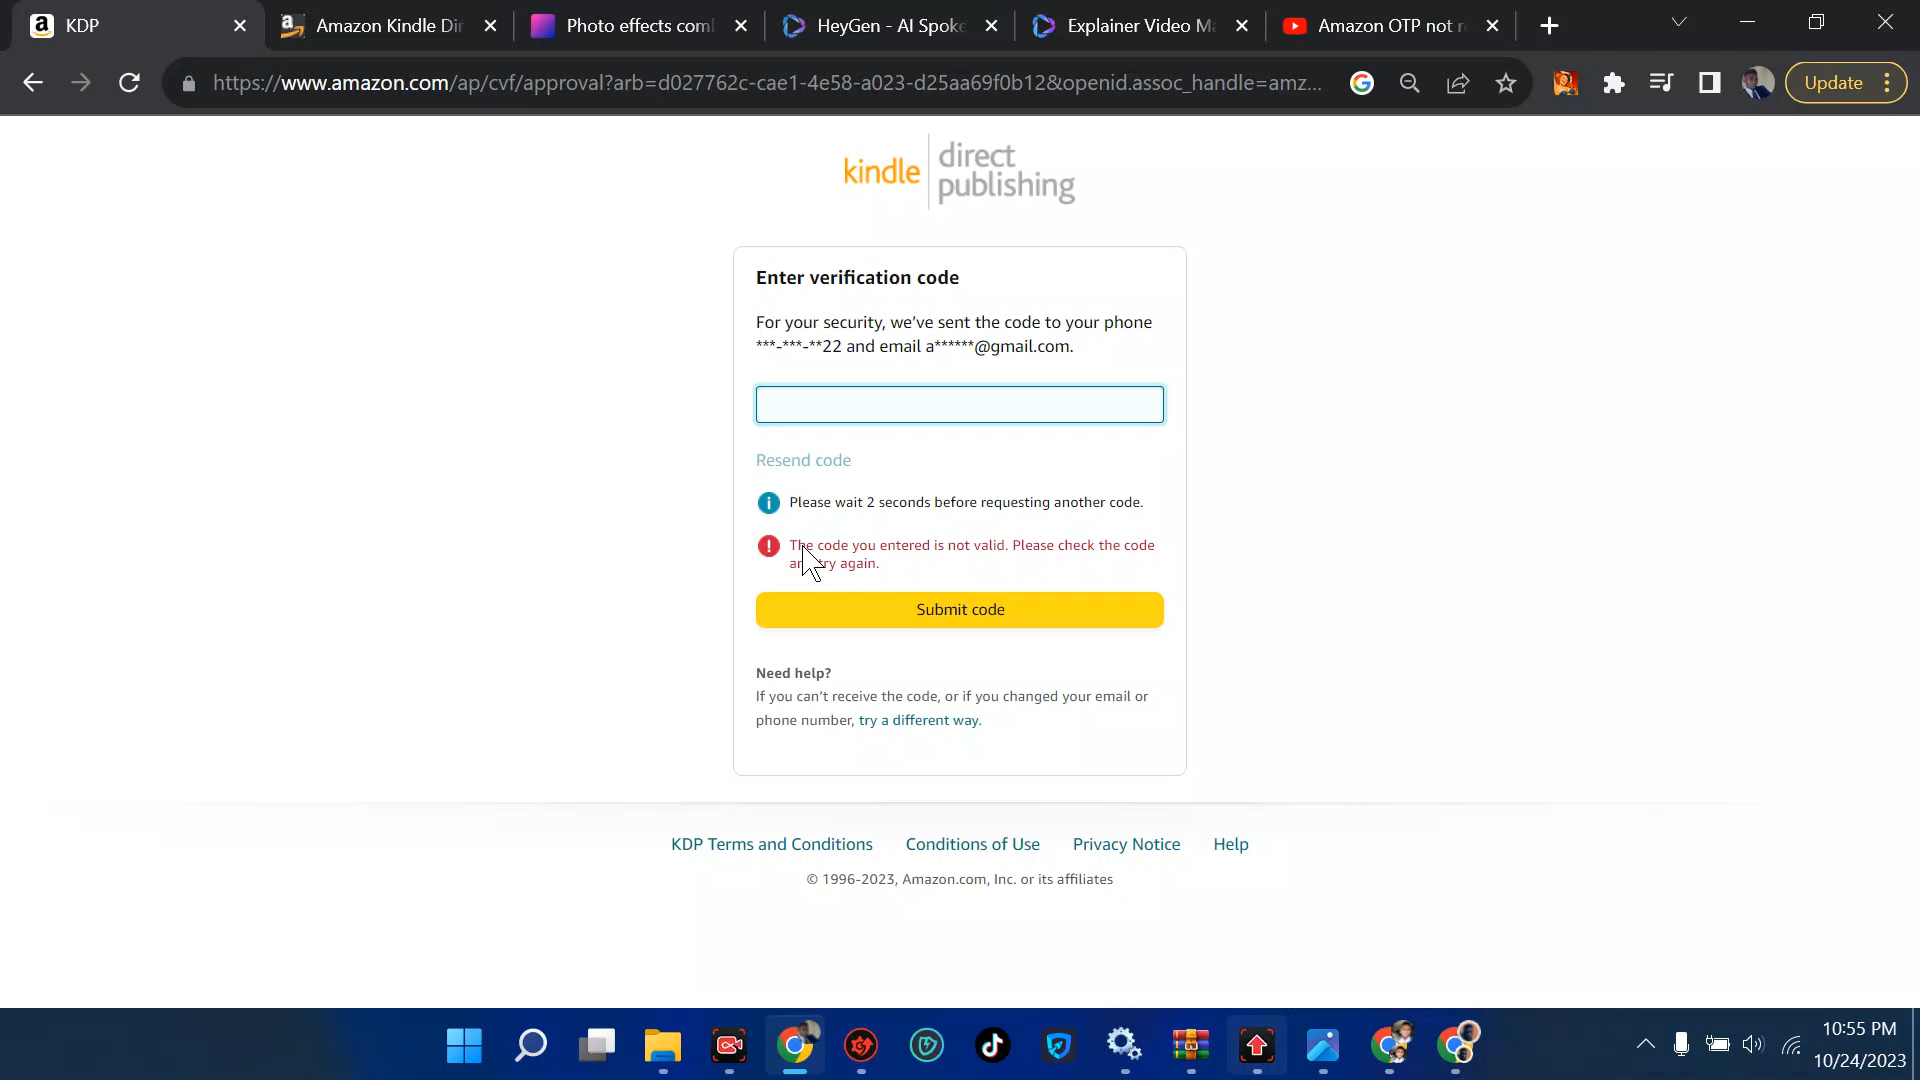 KDP
Amazon Kindle Dir
Photo effects com
HeyGen - AI Spoke
Explainer Video M
Amazon OTP not r
https://www.amazon.com/ap/cvf/approval?arb=d027762c-cae1-4e58-a023-d25aa69f0b12&openid.assoc_handle=amz...
Update
kindle direct publishing
Enter verification code
For your security, we’ve sent the code to your phone
***-***-**22 and email a******@gmail.com.
Resend code
Please wait 2 seconds before requesting another code.
The code you entered is not valid. Please check the code
and try again.
Submit code
Need help?
If you can’t receive the code, or if you changed your email or
phone number, try a different way.
KDP Terms and Conditions Conditions of Use Privacy Notice Help
© 1996-2023, Amazon.com, Inc. or its affiliates
10:55 PM
10/24/2023